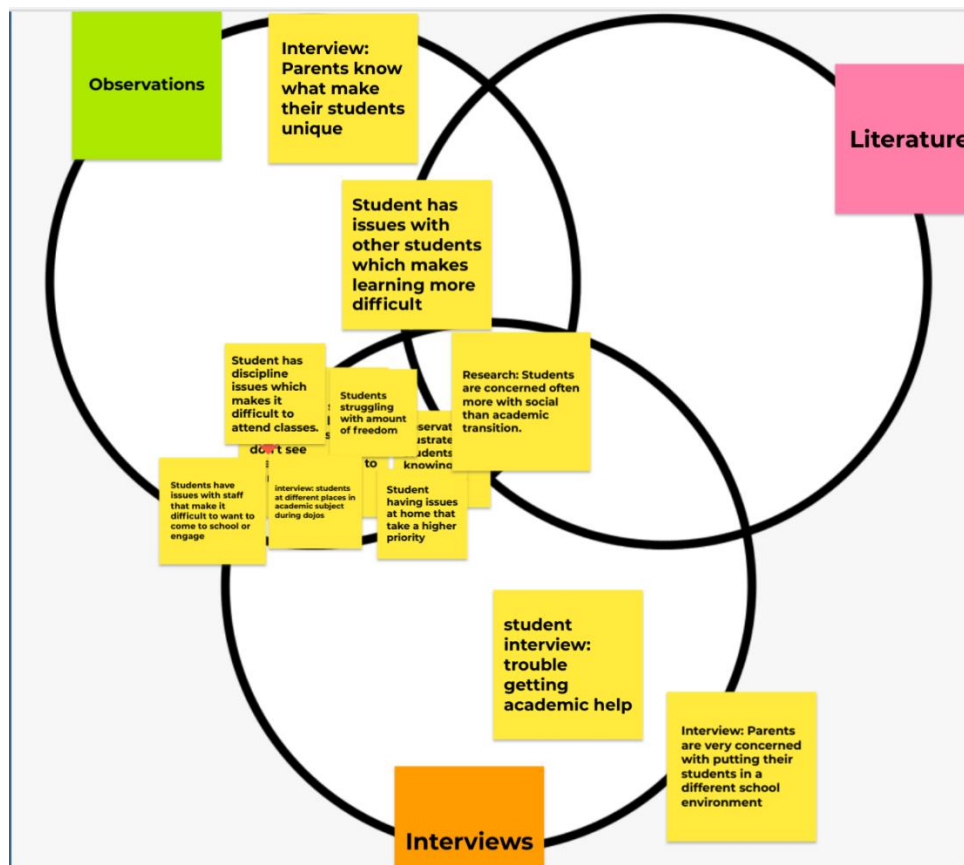 Observations
Interview:
Parents know
what make
their students
unique
Literature
Student has
issues with
other students
which makes
learning more
difficult
Student has
discipline
issues which
makes it
difficult to
attend classes.
Students
struggling
with amount
of freedom
Research: Students
are concerned often
more with social
than academic
transition.
don't see
to
knowing
Students have
issues with staff
that make it
difficult to want to
come to school or
engage
interview: students
at different places in
academic subject
during dojos
Student
having issues
at home that
take a higher
priority
student
interview:
trouble
getting
academic help
Interview: Parents
are very concerned
with putting their
students in a
different school
environment
Interviews